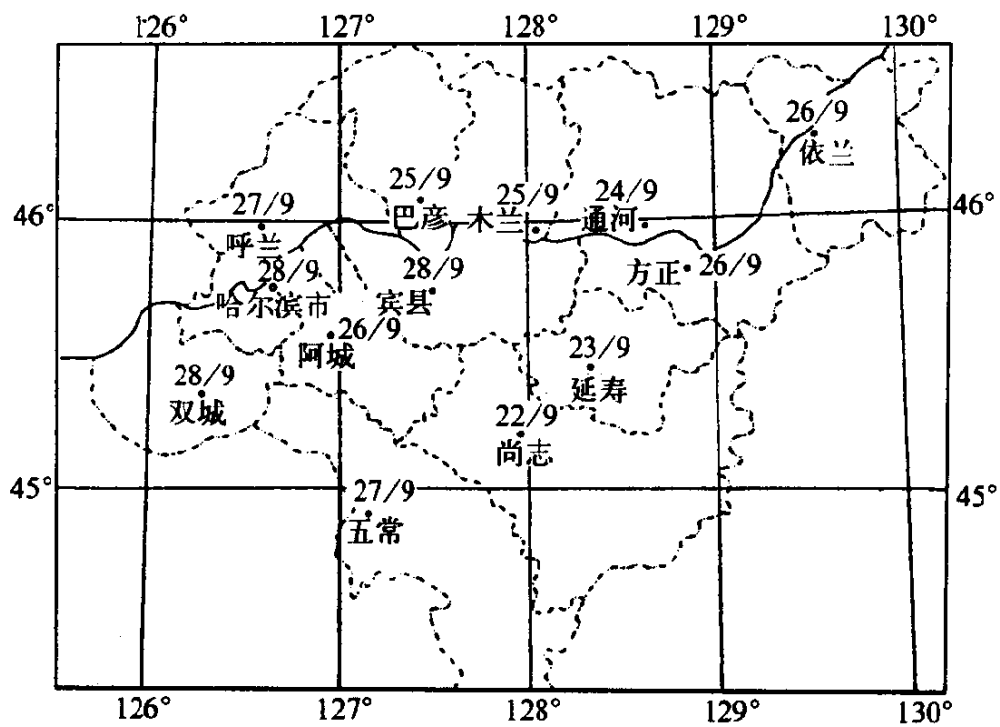 126° 127° 128° 129° 130°
26/9
依兰
25/9 25/9 24/9
46° 27/9 巴彦 木兰 通河 46°
呼兰
28/9 28/9 方正 26/9
哈尔滨市 宾县
26/9
阿城
28/9 23/9
双城 延寿
22/9
尚志
45° 27/9 45°
五常
126° 127° 128° 129° 130°